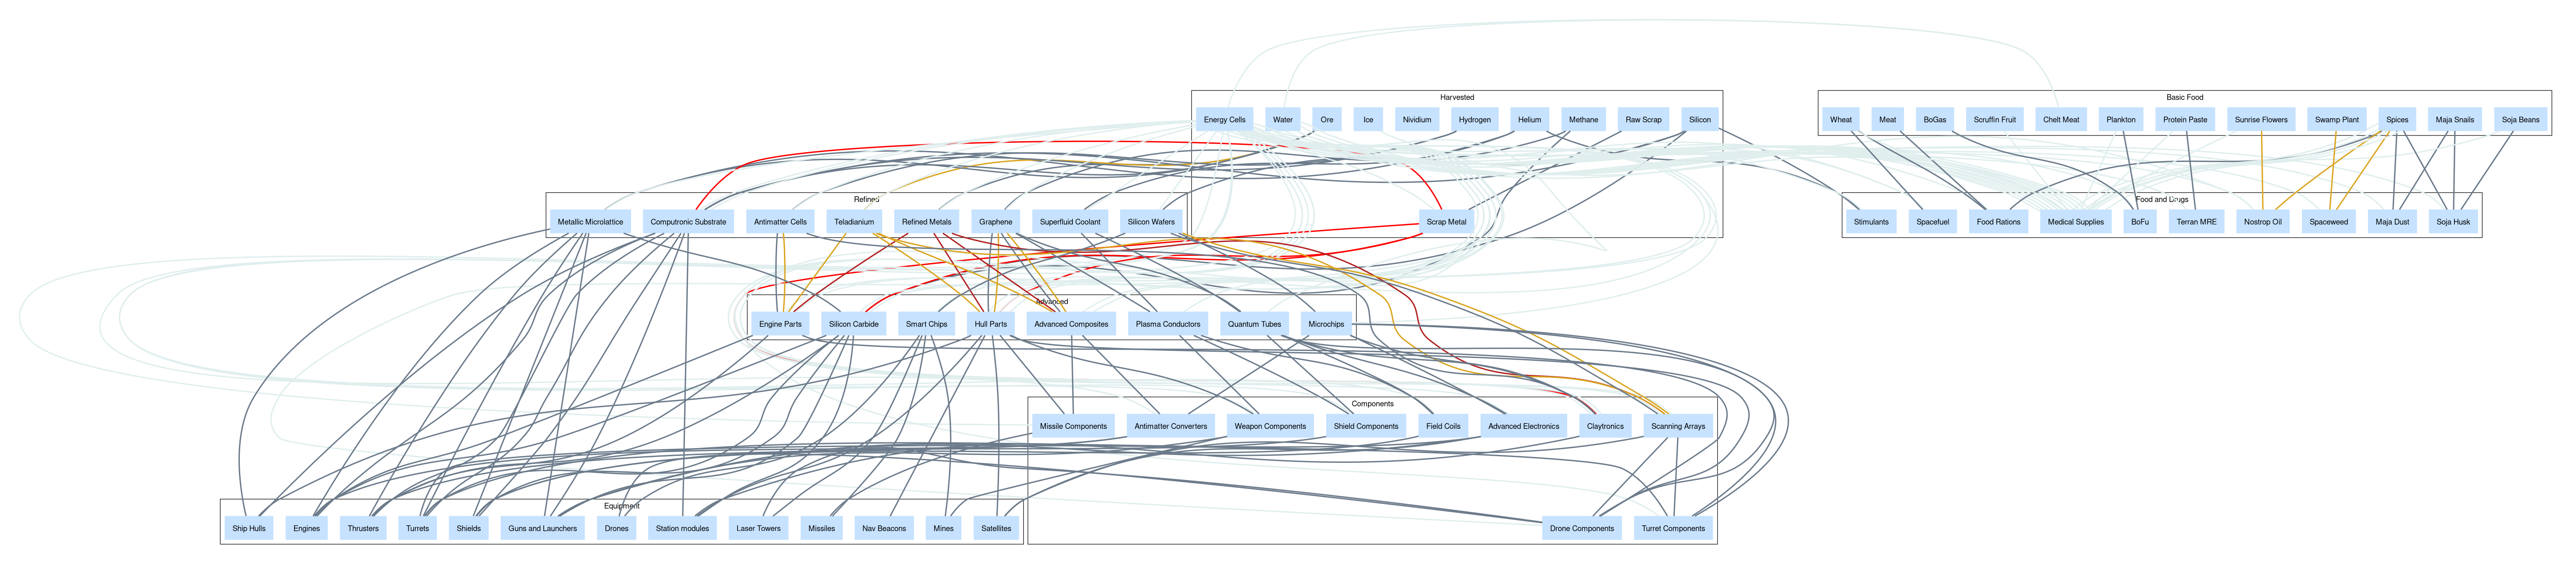 Harvested
Basic Food
Energy Cells
Water
Ore
Ice
Nividium
Hydrogen
Helium
Methane
Raw Scrap
Silicon
Wheat
Meat
BoGas
Scruffin Fruit
Chelt Meat
Plankton
Protein Paste
Sunrise Flowers
Swamp Plant
Spices
Maja Snails
Soja Beans
Refined
Food and Drugs
Metallic Microlattice
Computronic Substrate
Antimatter Cells
Teladianium
Refined Metals
Graphene
Superfluid Coolant
Silicon Wafers
Scrap Metal
Stimulants
Spacefuel
Food Rations
Medical Supplies
BoFu
Terran MRE
Nostrop Oil
Spaceweed
Maja Dust
Soja Husk
Advanced
Engine Parts
Silicon Carbide
Smart Chips
Hull Parts
Advanced Composites
Plasma Conductors
Quantum Tubes
Microchips
Components
Missile Components
Antimatter Converters
Weapon Components
Shield Components
Field Coils
Advanced Electronics
Claytronics
Scanning Arrays
Equipment
Ship Hulls
Engines
Thrusters
Turrets
Shields
Guns and Launchers
Drones
Station modules
Laser Towers
Missiles
Nav Beacons
Mines
Satellites
Drone Components
Turret Components